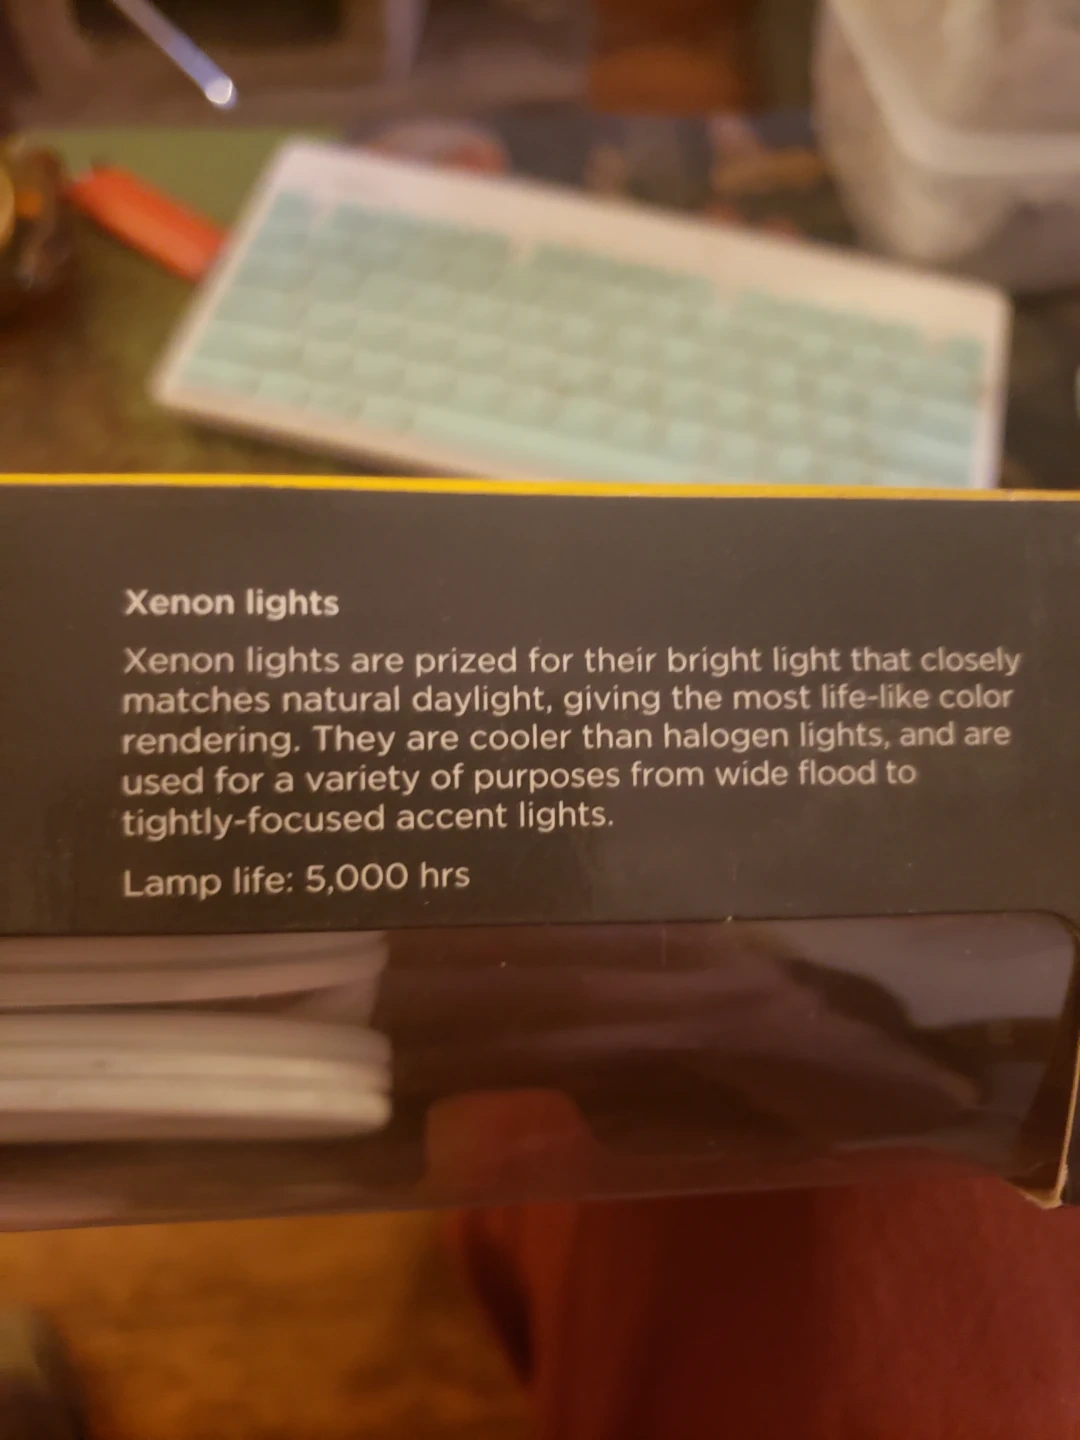 Xenon lights
Xenon lights are prized for their bright light that closely
matches natural daylight, giving the most life-like color
rendering. They are cooler than halogen lights, and are
used for a variety of purposes from wide flood to
tightly-focused accent lights.
Lamp life: 5,000 hrs